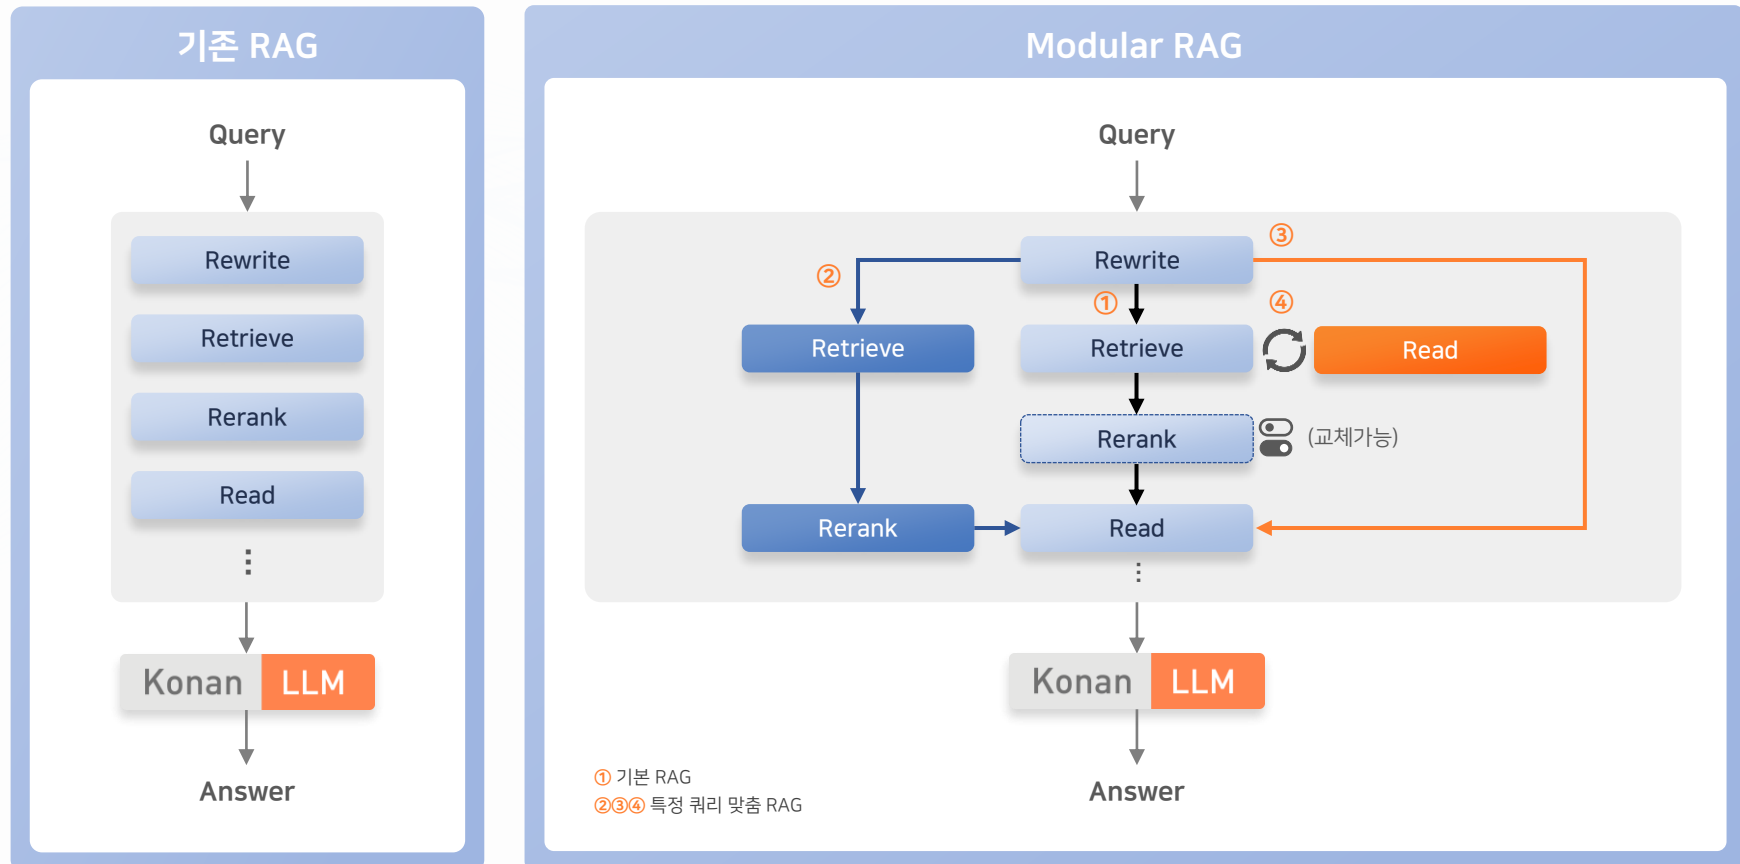 기존 RAG
Query
Rewrite
Retrieve
Rerank
Read
⋮
Konan LLM
Answer
Modular RAG
Query
Rewrite
③
②
①
④
Retrieve
Retrieve
Read
Rerank
(교체가능)
Rerank
Read
⋮
Konan LLM
Answer
① 기본 RAG
②③④ 특정 쿼리 맞춤 RAG